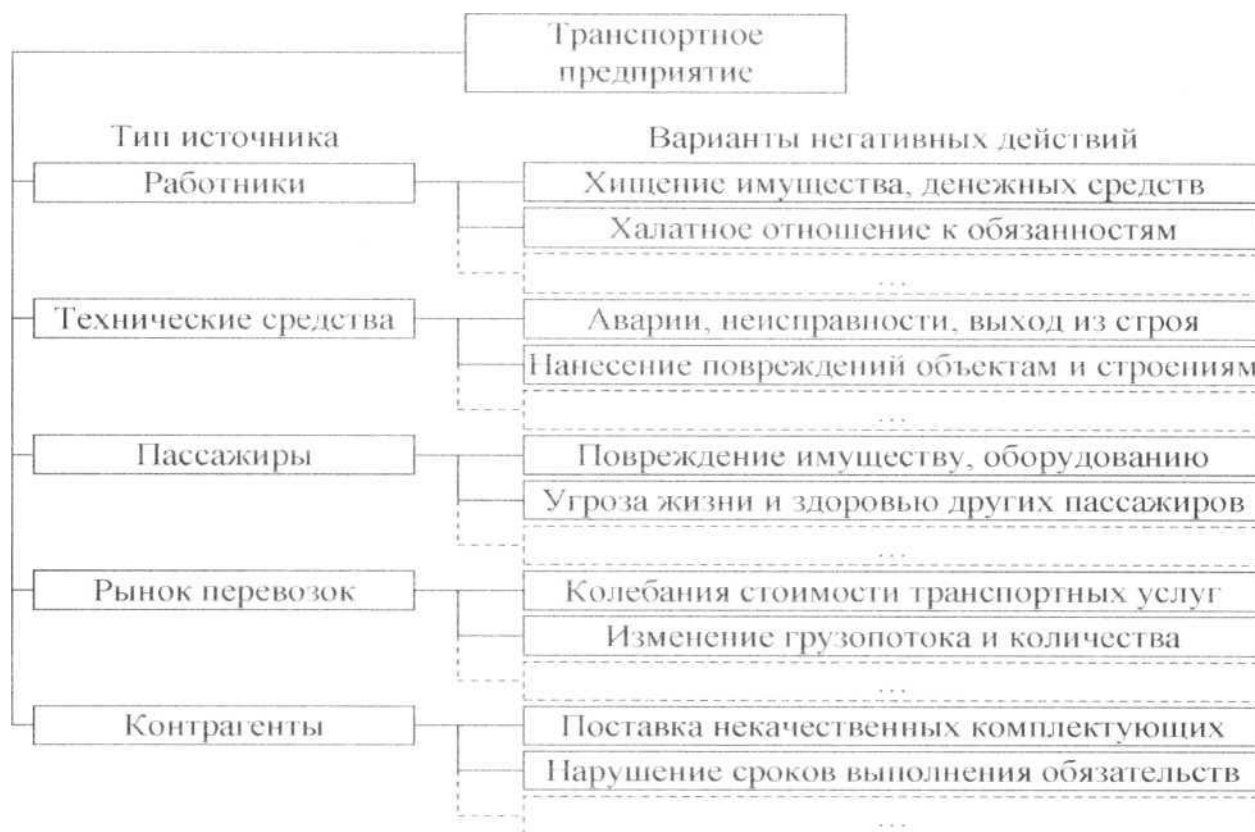 Транспортное
предприятие
Тип источника
Варианты негативных действий
Работники
Хищение имущества, денежных средств
Халатное отношение к обязанностям
...
Технические средства
Аварии, неисправности, выход из строя
Нанесение повреждений объектам и строениям
...
Пассажиры
Повреждение имуществу, оборудованию
Угроза жизни и здоровью других пассажиров
...
Рынок перевозок
Колебания стоимости транспортных услуг
Изменение грузопотока и количества
...
Контрагенты
Поставка некачественных комплектующих
Нарушение сроков выполнения обязательств
...